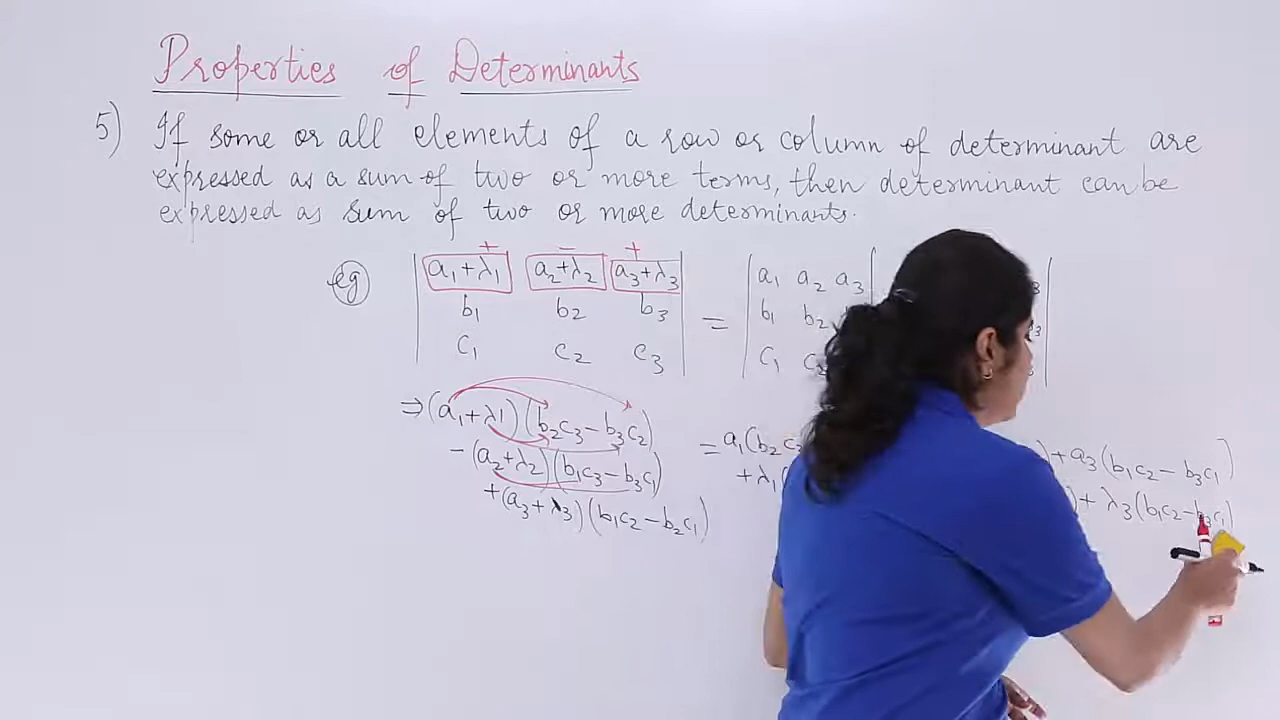 Properties of Determinants
5) If some or all elements of a row or column of determinant are
expressed as a sum of two or more terms, then determinant can be
expressed as sum of two or more determinants.
+ − +
eg | a₁+λ₁ a₂+λ₂ a₃+λ₃ | | a₁ a₂ a₃ | |
| b₁ b₂ b₃ | = | b₁ b₂
| c₁ c₂ c₃ | | c₁
⇒ (a₁+λ1)(b₂c₃−b₃c₂) = a₁(b₂c ) + a₃(b₁c₂ − b₃c₁)
−(a₂+λ₂)(b₁c₃−b₃c₁) + λ₁( ) + λ₃(b₁c₂−b₃c₁)
+(a₃+λ₃)(b₁c₂−b₂c₁)